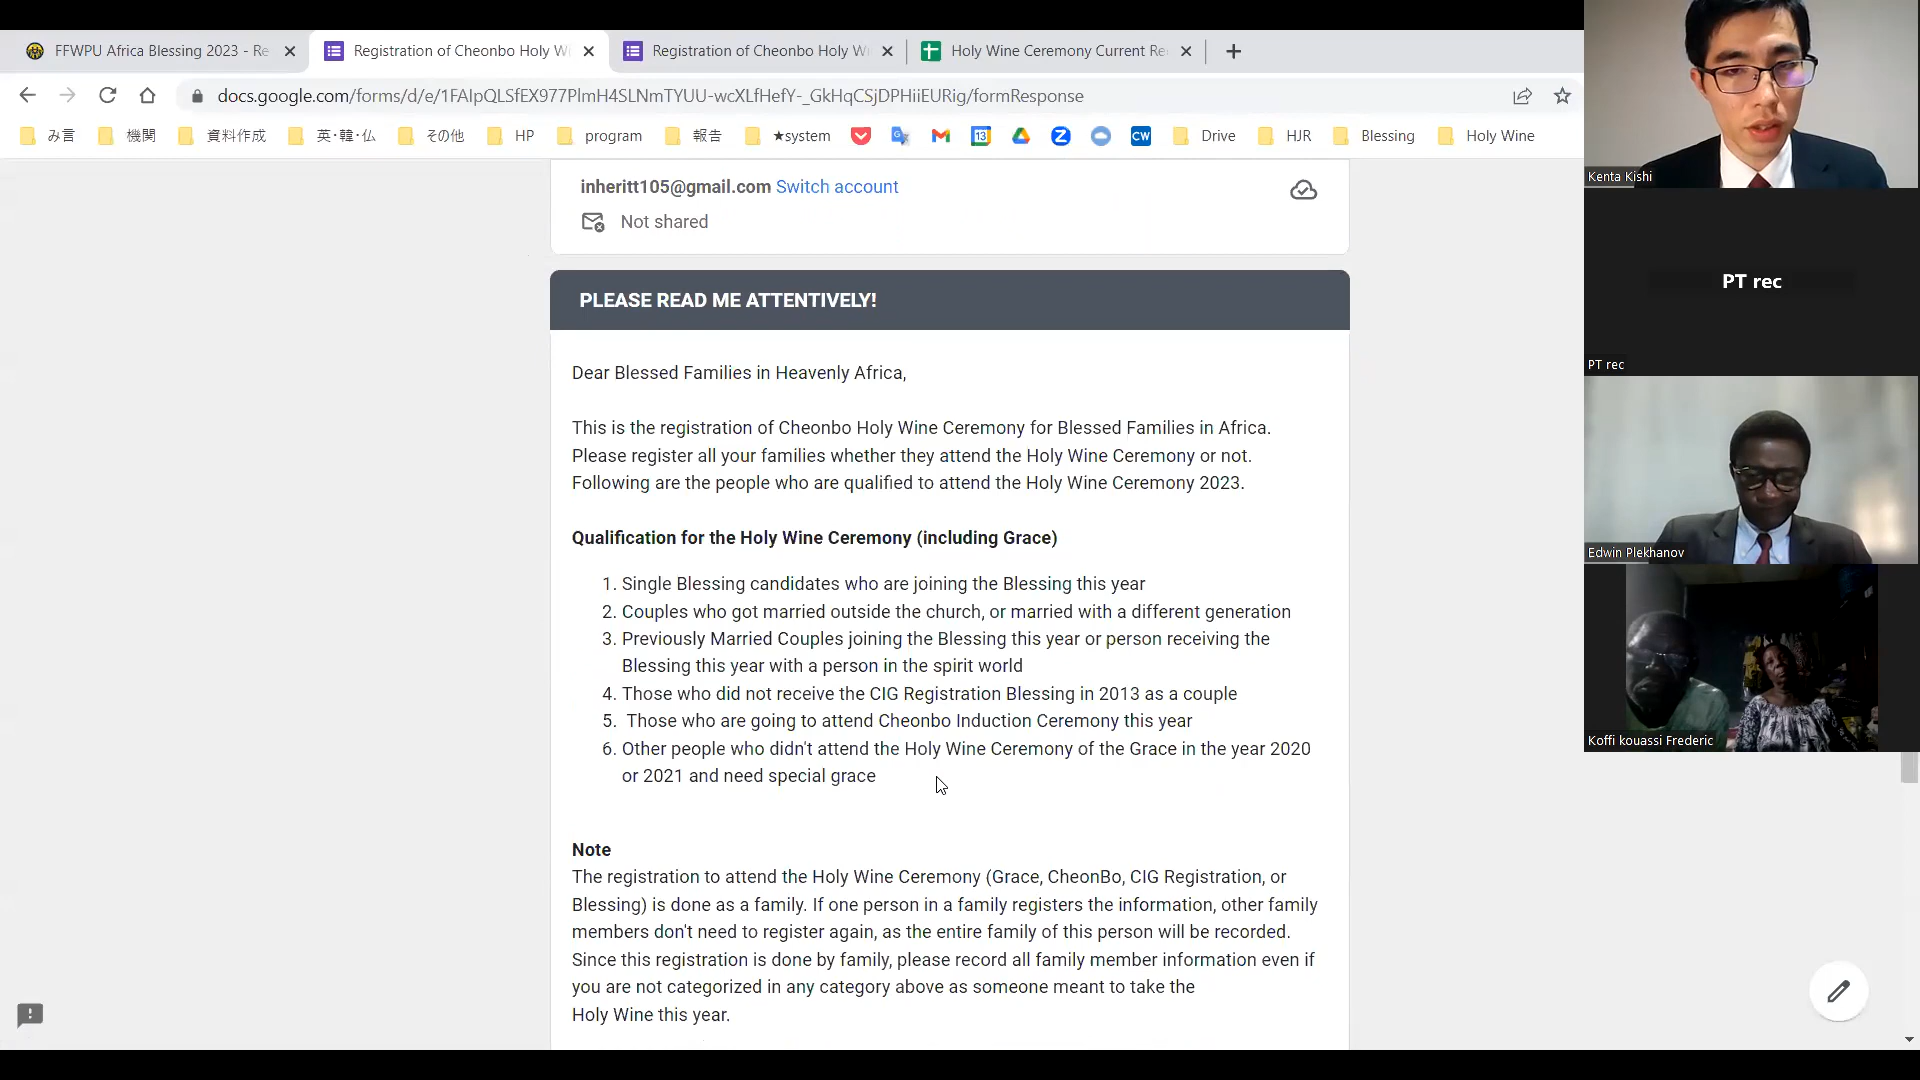 FFWPU Africa Blessing 2023 - Re
Registration of Cheonbo Holy Wi
Registration of Cheonbo Holy Wi
Holy Wine Ceremony Current Re
docs.google.com/forms/d/e/1FAIpQLSfEX977PlmH4SLNmTYUU-wcXLfHefY-_GkHqCSjDPHiiEURig/formResponse
み言 機関 資料作成 英・韓・仏 その他 HP program 報告 ★system 13 CW Drive HJR Blessing Holy Wine
inheritt105@gmail.com Switch account
Not shared
PLEASE READ ME ATTENTIVELY!
Dear Blessed Families in Heavenly Africa,
This is the registration of Cheonbo Holy Wine Ceremony for Blessed Families in Africa.
Please register all your families whether they attend the Holy Wine Ceremony or not.
Following are the people who are qualified to attend the Holy Wine Ceremony 2023.
Qualification for the Holy Wine Ceremony (including Grace)
1. Single Blessing candidates who are joining the Blessing this year
2. Couples who got married outside the church, or married with a different generation
3. Previously Married Couples joining the Blessing this year or person receiving the
Blessing this year with a person in the spirit world
4. Those who did not receive the CIG Registration Blessing in 2013 as a couple
5. Those who are going to attend Cheonbo Induction Ceremony this year
6. Other people who didn't attend the Holy Wine Ceremony of the Grace in the year 2020
or 2021 and need special grace
Note
The registration to attend the Holy Wine Ceremony (Grace, CheonBo, CIG Registration, or
Blessing) is done as a family. If one person in a family registers the information, other family
members don't need to register again, as the entire family of this person will be recorded.
Since this registration is done by family, please record all family member information even if
you are not categorized in any category above as someone meant to take the
Holy Wine this year.
Kenta Kishi
PT rec
PT rec
Edwin Plekhanov
Koffi kouassi Frederic